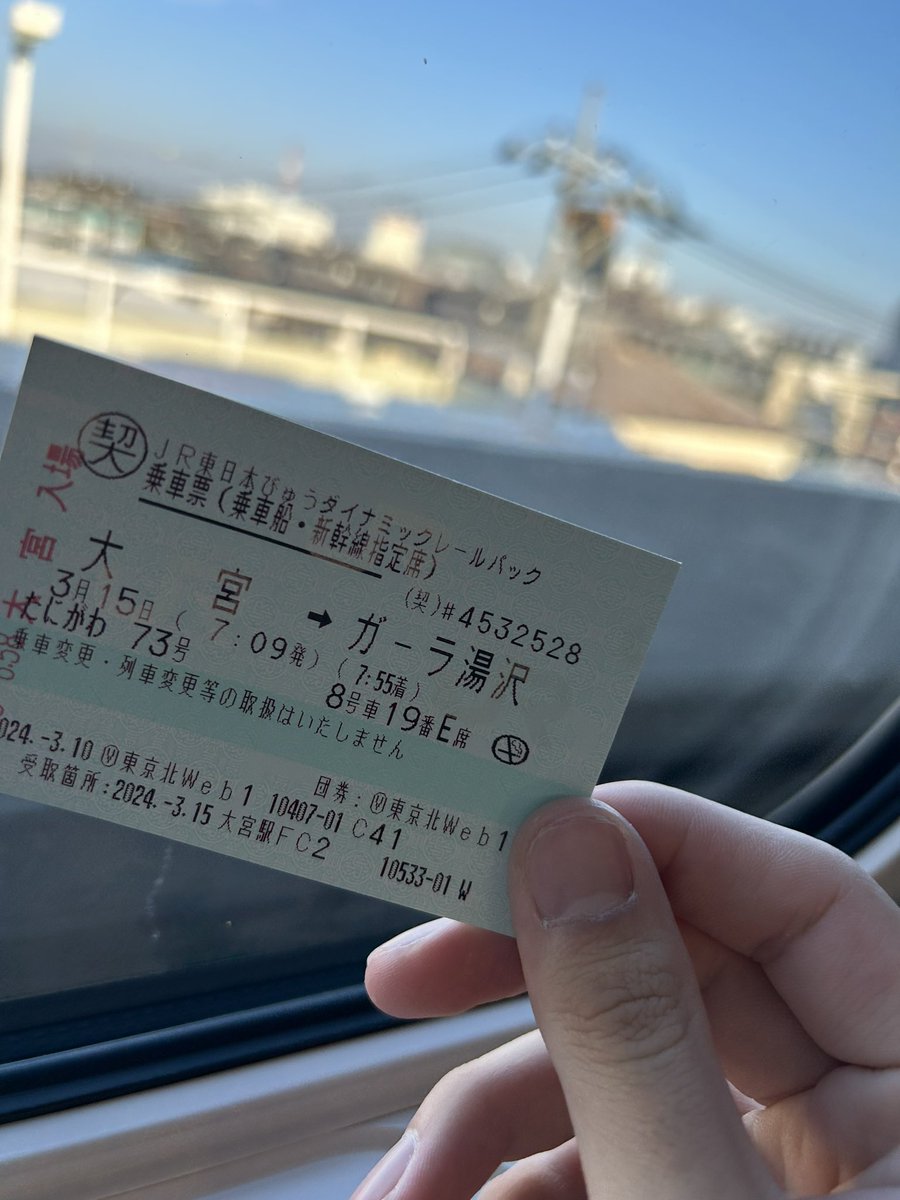 契 JR東日本びゅうダイナミックレールパック
乗車票(乗車船・新幹線指定席)
(契)#4532528
大宮 ➡ ガーラ湯沢
3月15日( 7:09発) (7:55着)
たにがわ 73号 8号車19番E席
乗車変更・列車変更等の取扱はいたしません
団券:Ⓥ東京北Web1
024.-3.10 Ⓥ東京北Web1 10407-01 C41
受取箇所:2024.-3.15 大宮駅FC2 10533-01 W
大宮 入場